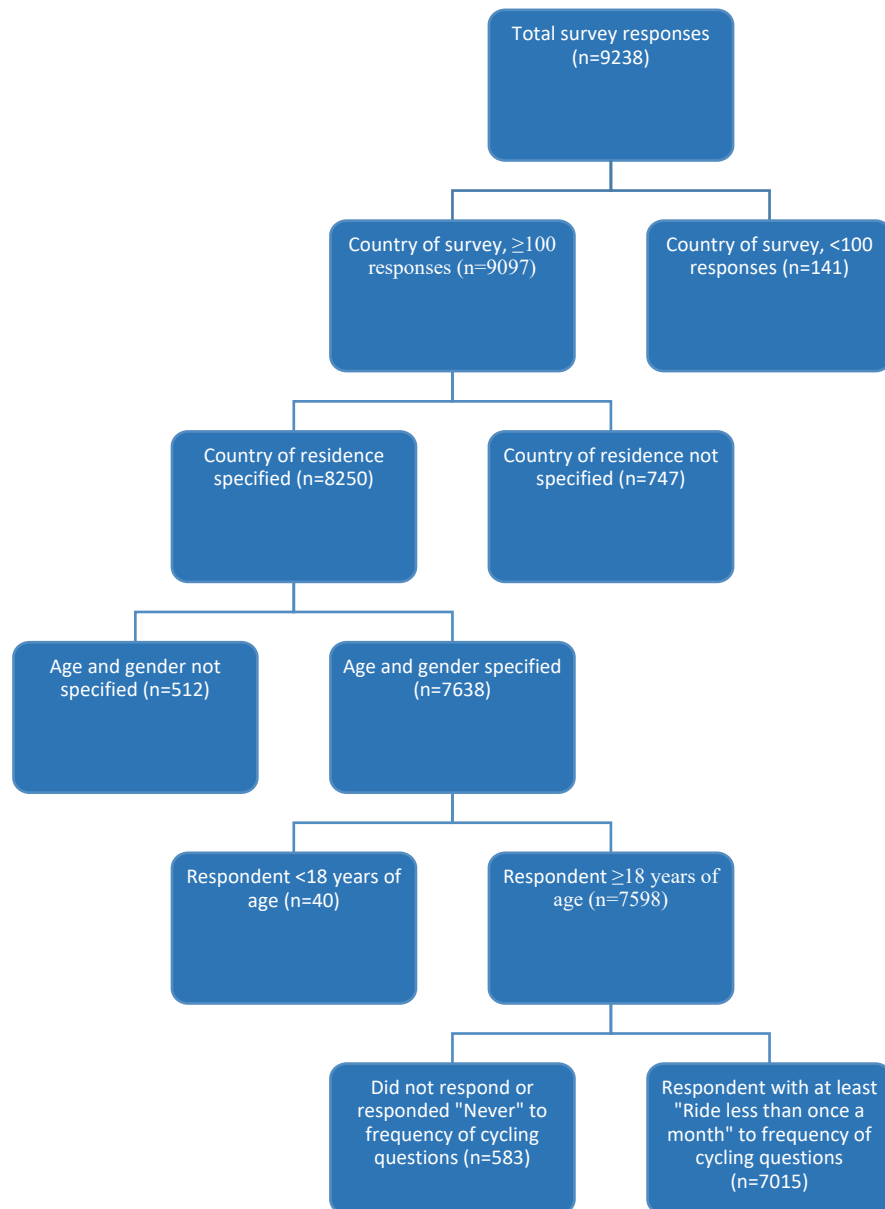 Total survey responses
(n=9238)
Country of survey, ≥100
responses (n=9097)
Country of survey, <100
responses (n=141)
Country of residence
specified (n=8250)
Country of residence not
specified (n=747)
Age and gender not
specified (n=512)
Age and gender specified
(n=7638)
Respondent <18 years of
age (n=40)
Respondent ≥18 years of
age (n=7598)
Did not respond or
responded "Never" to
frequency of cycling
questions (n=583)
Respondent with at least
"Ride less than once a
month" to frequency of
cycling questions
(n=7015)